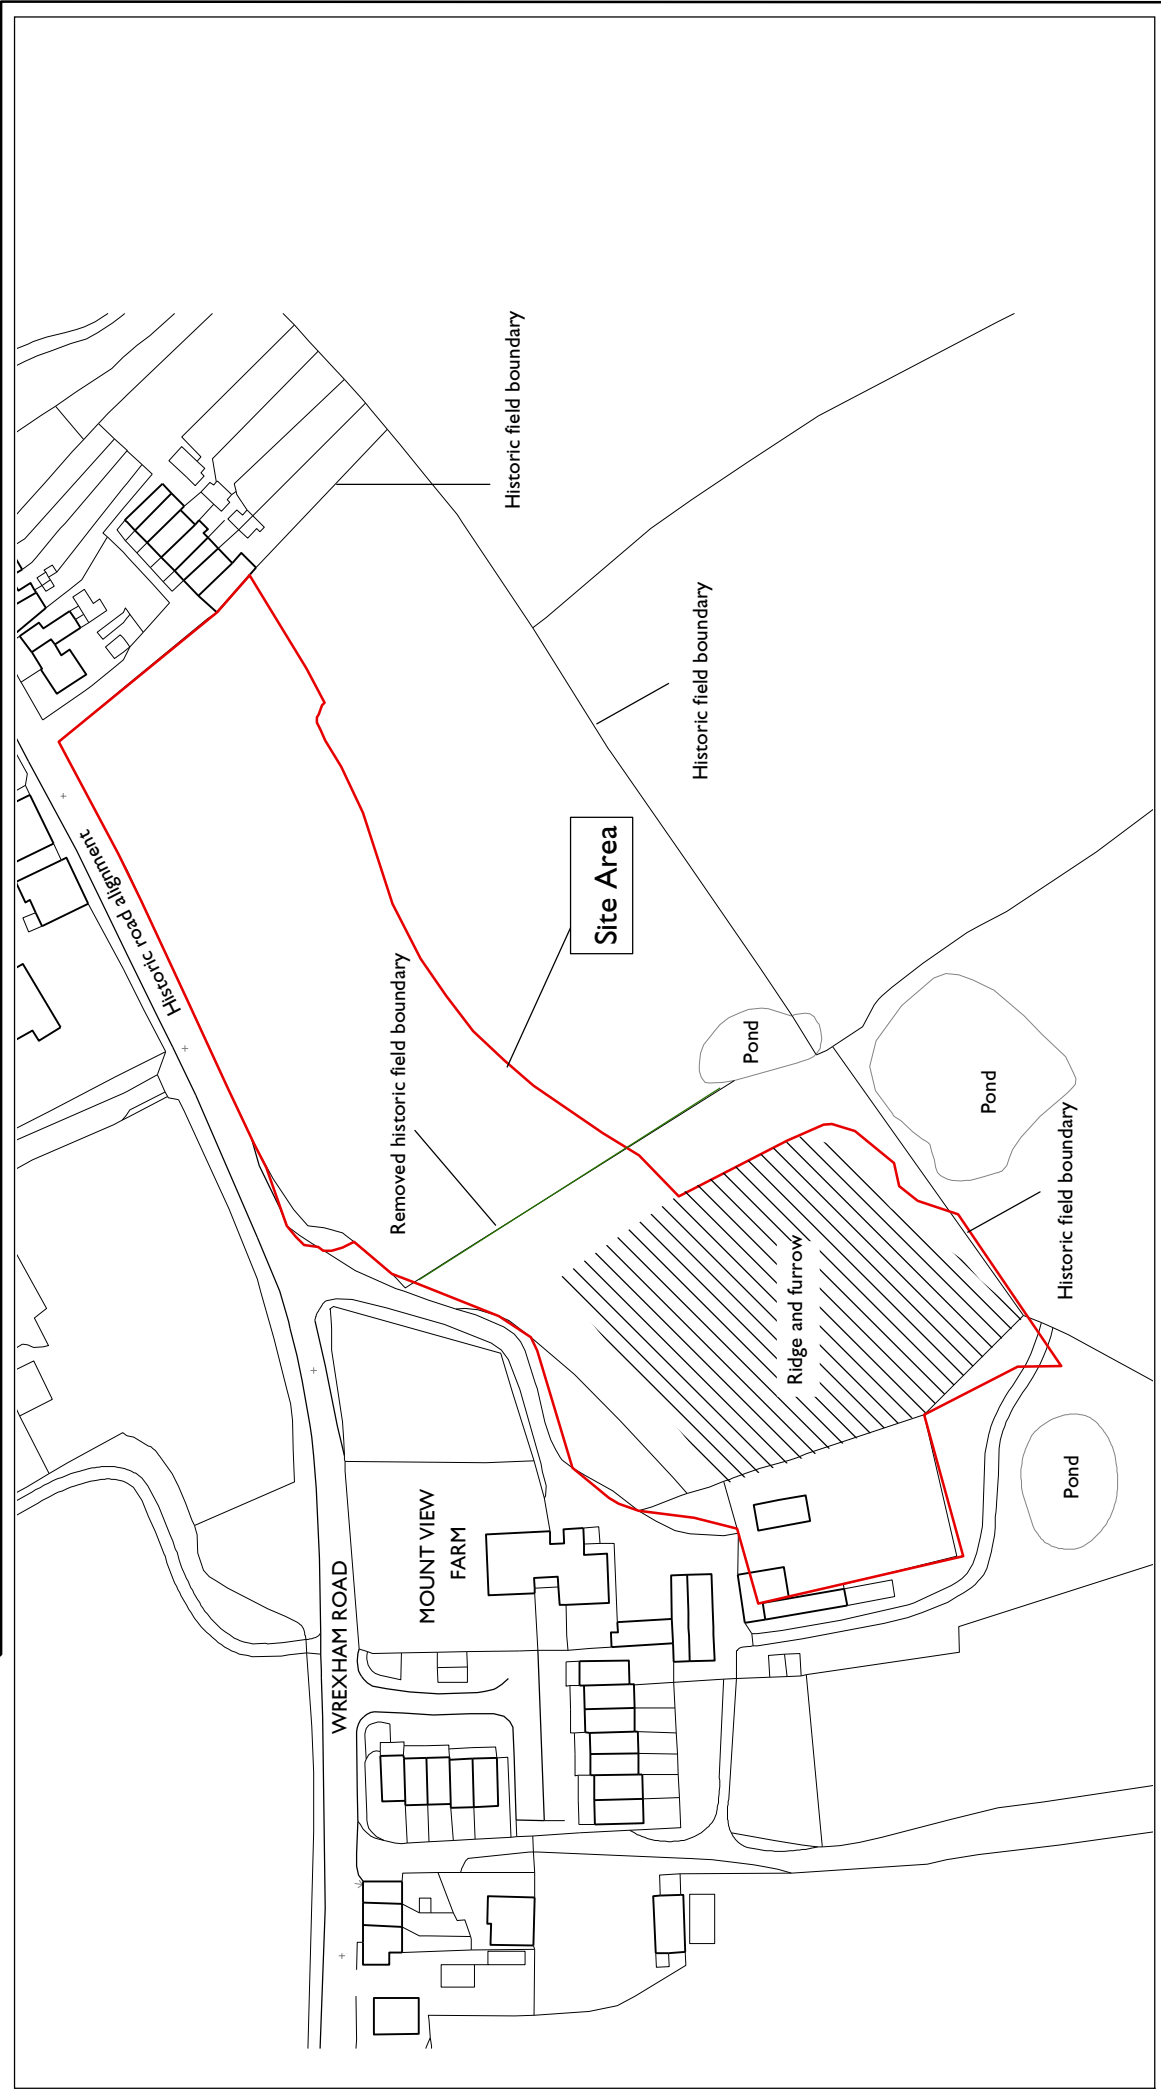 Historic field boundary
Historic field boundary
Site Area
Historic road alignment
Removed historic field boundary
Pond
Pond
Historic field boundary
Ridge and furrow
Pond
MOUNT VIEW
FARM
WREXHAM ROAD